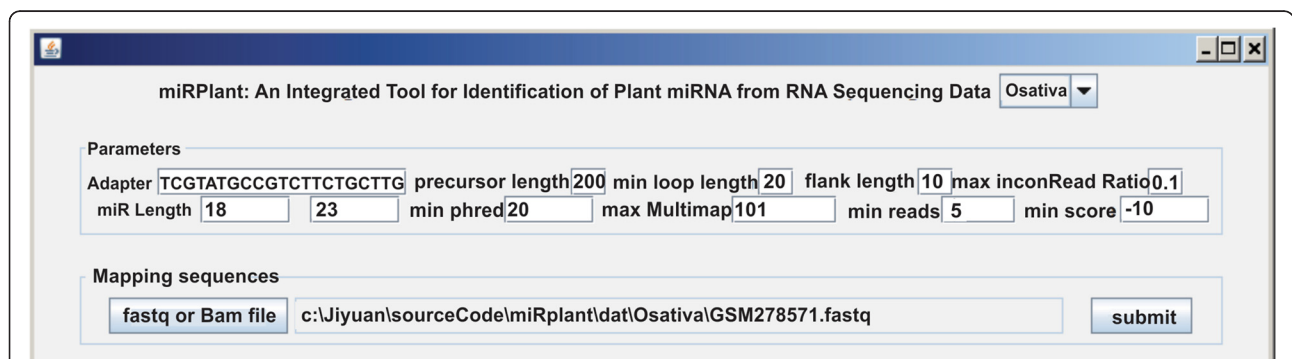 miRPlant: An Integrated Tool for Identification of Plant miRNA from RNA Sequencing Data Osativa
Parameters
Adapter TCGTATGCCGTCTTCTGCTTG precursor length 200 min loop length 20 flank length 10 max inconRead Ratio 0.1
miR Length 18 23 min phred 20 max Multimap 101 min reads 5 min score -10
Mapping sequences
fastq or Bam file c:\Jiyuan\sourceCode\miRplant\dat\Osativa\GSM278571.fastq submit